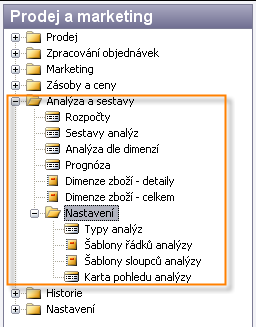 Prodej a marketing
Prodej
Zpracování objednávek
Marketing
Zásoby a ceny
Analýza a sestavy
Rozpočty
Sestavy analýz
Analýza dle dimenzí
Prognóza
Dimenze zboží - detaily
Dimenze zboží - celkem
Nastavení
Typy analýz
Šablony řádků analýzy
Šablony sloupců analýzy
Karta pohledu analýzy
Historie
Nastavení